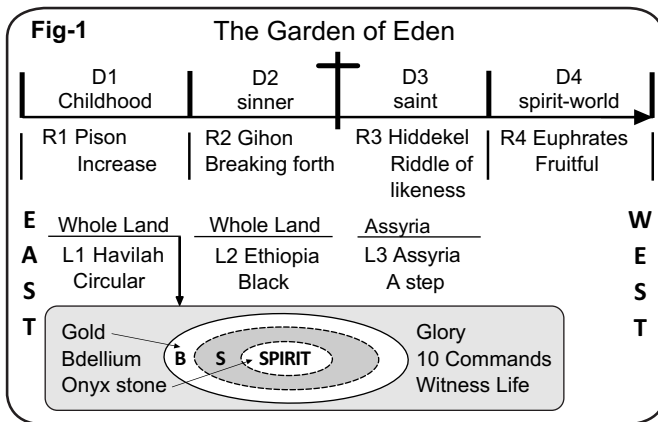 Fig-1 The Garden of Eden
D1 D2 D3 D4
Childhood sinner saint spirit-world
R1 Pison R2 Gihon R3 Hiddekel R4 Euphrates
Increase Breaking forth Riddle of Fruitful
likeness
EAST
WEST
Whole Land Whole Land Assyria
L1 Havilah L2 Ethiopia L3 Assyria
Circular Black A step
Gold Glory
Bdellium B S SPIRIT 10 Commands
Onyx stone Witness Life